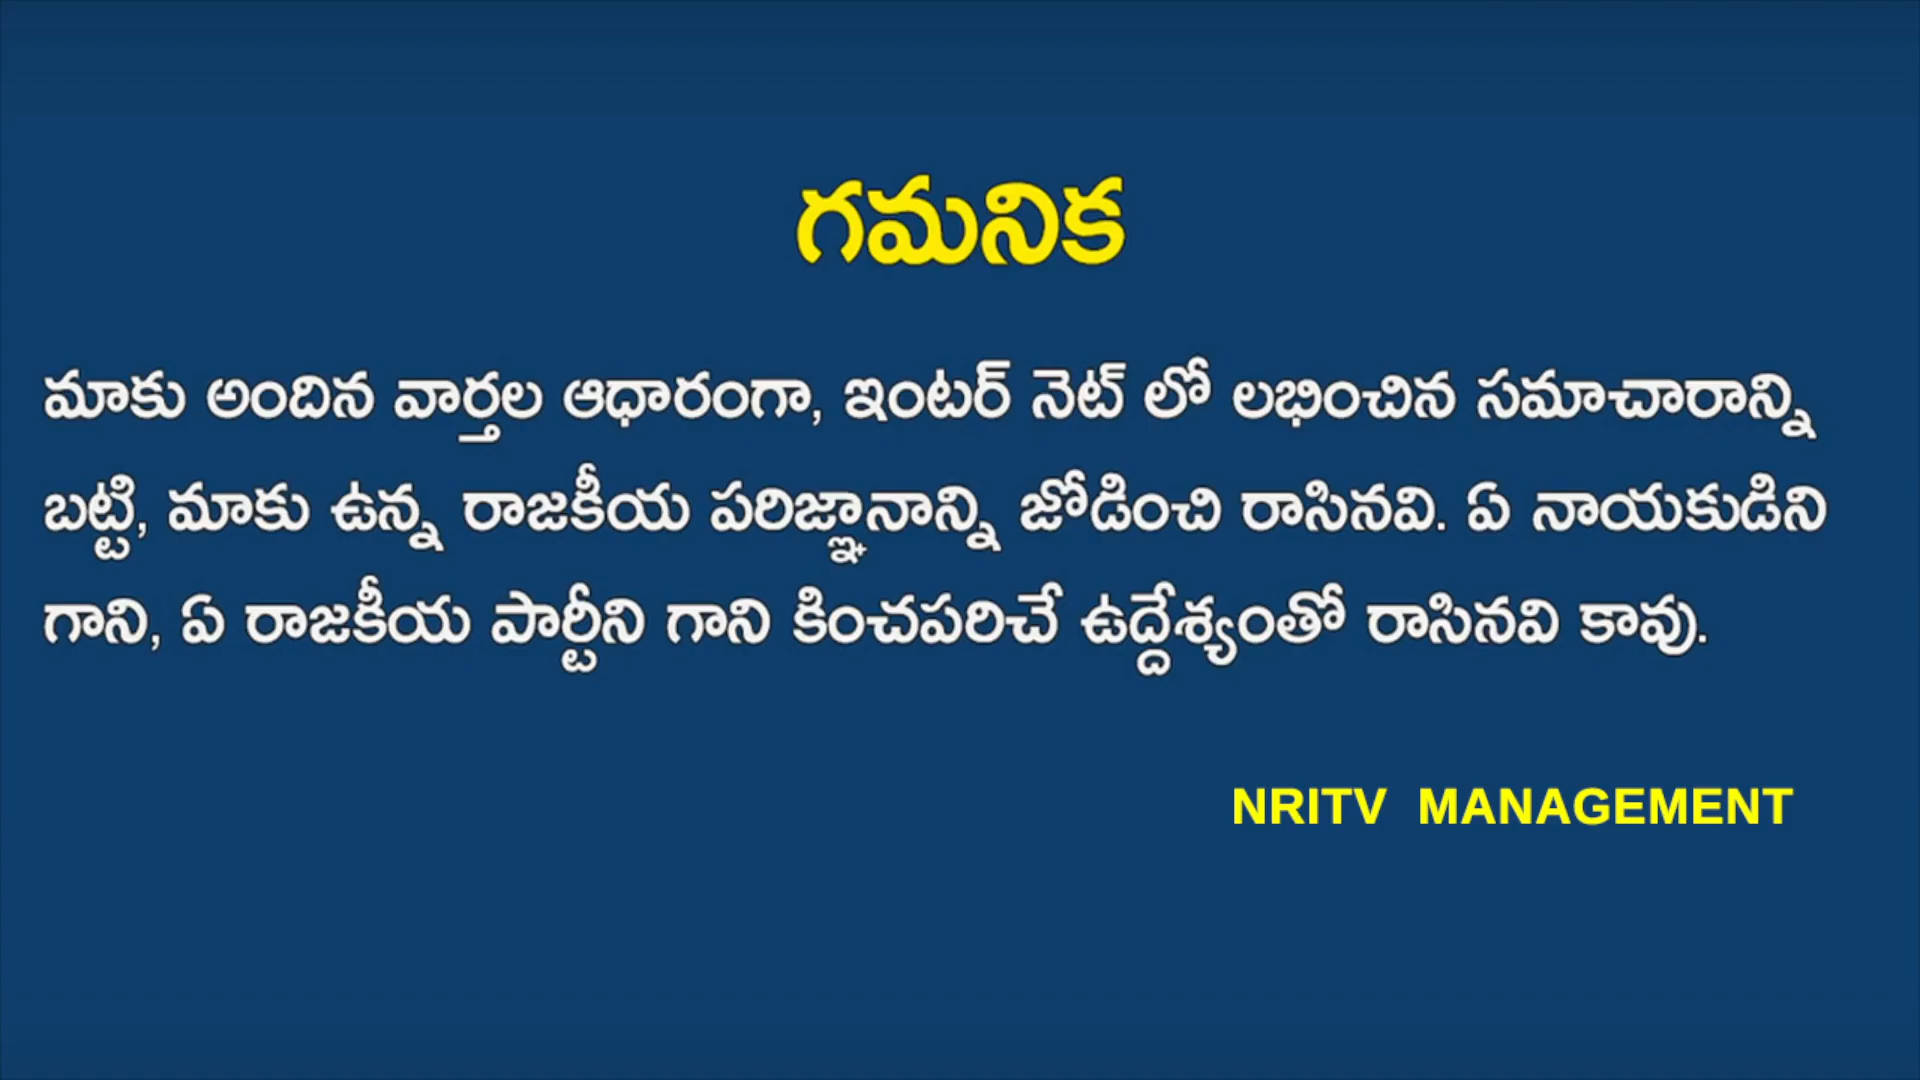 గమనిక
మాకు అందిన వార్తల ఆధారంగా, ఇంటర్ నెట్ లో లభించిన సమాచారాన్ని
బట్టి, మాకు ఉన్న రాజకీయ పరిజ్ఞానాన్ని జోడించి రాసినవి. ఏ నాయకుడిని
గాని, ఏ రాజకీయ పార్టీని గాని కించపరిచే ఉద్దేశ్యంతో రాసినవి కావు.
NRITV MANAGEMENT